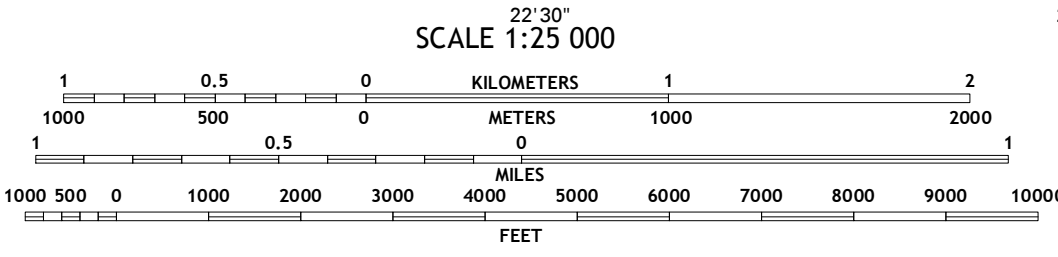 22'30"
SCALE 1:25 000
1 0.5 0 KILOMETERS 1 2
1000 500 0 METERS 1000 2000
1 0.5 0 1
MILES
1000 500 0 1000 2000 3000 4000 5000 6000 7000 8000 9000 10000
FEET